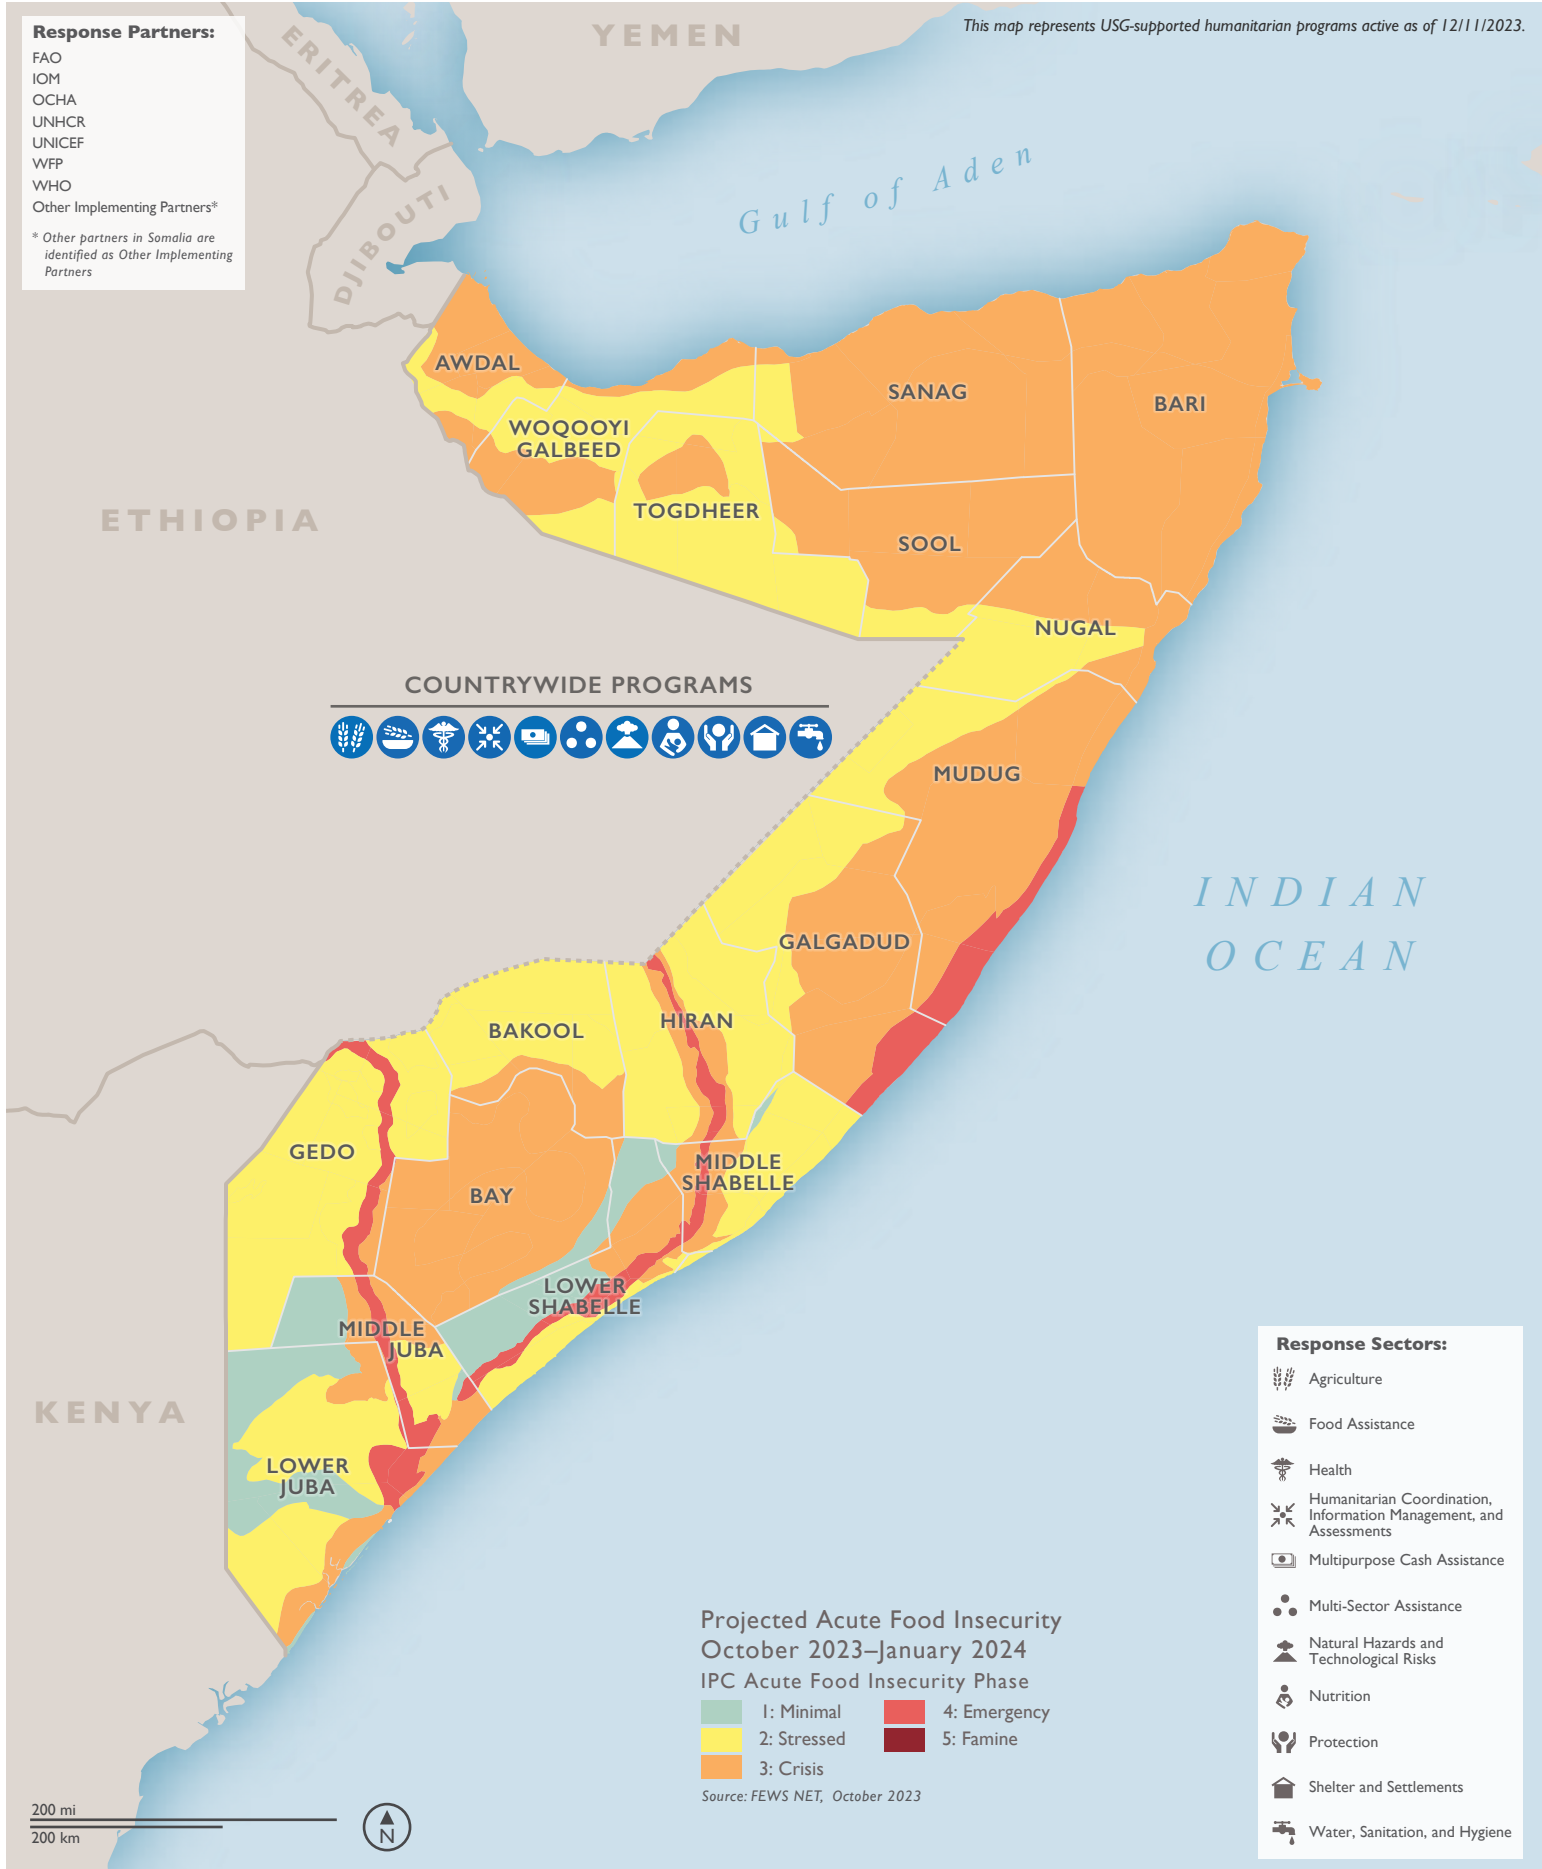 Response Partners:
FAO
IOM
OCHA
UNHCR
UNICEF
WFP
WHO
Other Implementing Partners*
* Other partners in Somalia are
identified as Other Implementing
Partners
This map represents USG-supported humanitarian programs active as of 12/11/2023.
YEMEN
ERITREA
DJIBOUTI
Gulf of Aden
AWDAL
WOQOOYI
GALBEED
TOGDHEER
SANAG
BARI
SOOL
NUGAL
ETHIOPIA
COUNTRYWIDE PROGRAMS
MUDUG
GALGADUD
INDIAN
OCEAN
HIRAN
BAKOOL
GEDO
BAY
MIDDLE
SHABELLE
LOWER
SHABELLE
MIDDLE
JUBA
KENYA
LOWER
JUBA
Projected Acute Food Insecurity
October 2023–January 2024
IPC Acute Food Insecurity Phase
1: Minimal
2: Stressed
3: Crisis
4: Emergency
5: Famine
Source: FEWS NET, October 2023
200 mi
200 km
N
Response Sectors:
Agriculture
Food Assistance
Health
Humanitarian Coordination,
Information Management, and
Assessments
Multipurpose Cash Assistance
Multi-Sector Assistance
Natural Hazards and
Technological Risks
Nutrition
Protection
Shelter and Settlements
Water, Sanitation, and Hygiene